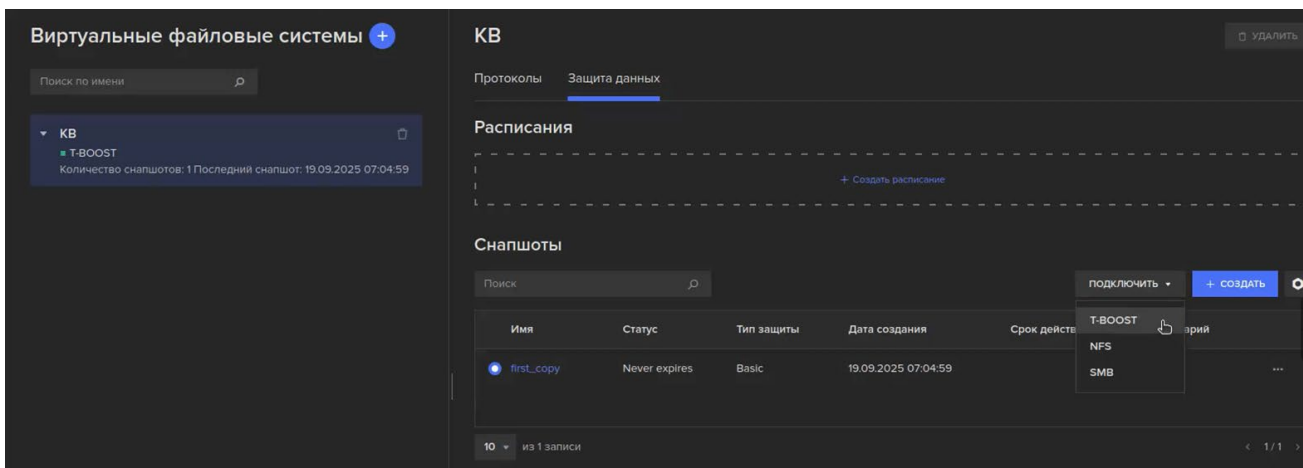 Виртуальные файловые системы +
Поиск по имени
КВ
T-BOOST
Количество снапшотов: 1 Последний снапшот: 19.09.2025 07:04:59
КВ
УДАЛИТЬ
Протоколы Защита данных
Расписания
+ Создать расписание
Снапшоты
Поиск
ПОДКЛЮЧИТЬ
+ СОЗДАТЬ
T-BOOST
NFS
SMB
Имя Статус Тип защиты Дата создания Срок действ арий
first_copy Never expires Basic 19.09.2025 07:04:59 ...
10 из 1 записи
< 1/1 >